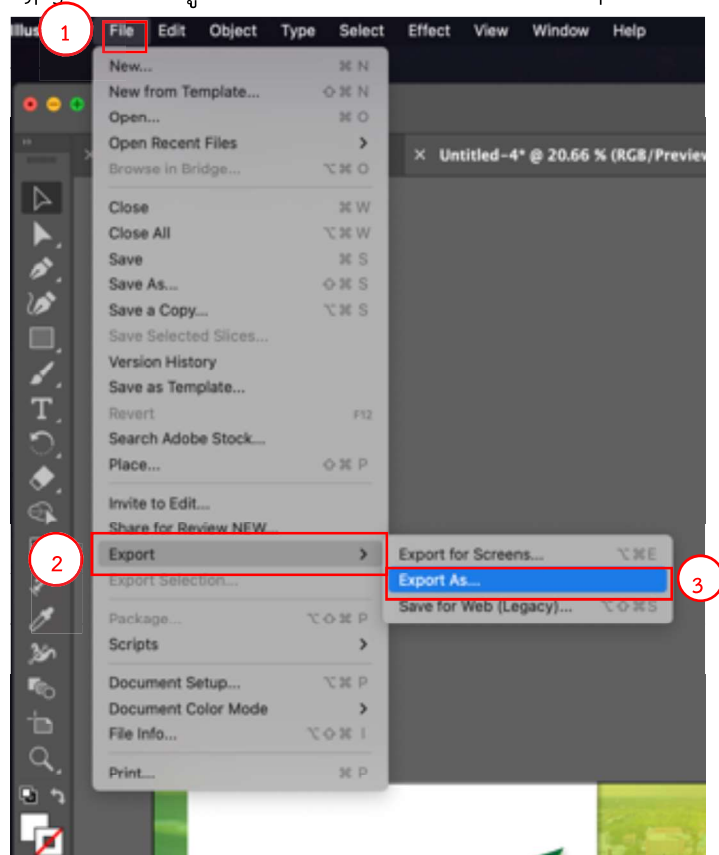 Illus
1 File Edit Object Type Select Effect View Window Help
New... ⌘ N
New from Template... ⇧ ⌘ N
Open... ⌘ O
Open Recent Files >
Browse in Bridge... ⌥ ⌘ O
× Untitled-4* @ 20.66 % (RGB/Preview
Close ⌘ W
Close All ⌥ ⌘ W
Save ⌘ S
Save As... ⇧ ⌘ S
Save a Copy... ⌥ ⌘ S
Save Selected Slices...
Version History
Save as Template...
Revert F12
Search Adobe Stock...
Place... ⇧ ⌘ P
Invite to Edit...
Share for Review NEW...
2 Export > Export for Screens... ⌥ ⌘ E
Export Selection... Export As... 3
Save for Web (Legacy)... ⌥ ⇧ ⌘ S
Package... ⌥ ⇧ ⌘ P
Scripts >
Document Setup... ⌥ ⌘ P
Document Color Mode >
File Info... ⌥ ⇧ ⌘ I
Print... ⌘ P